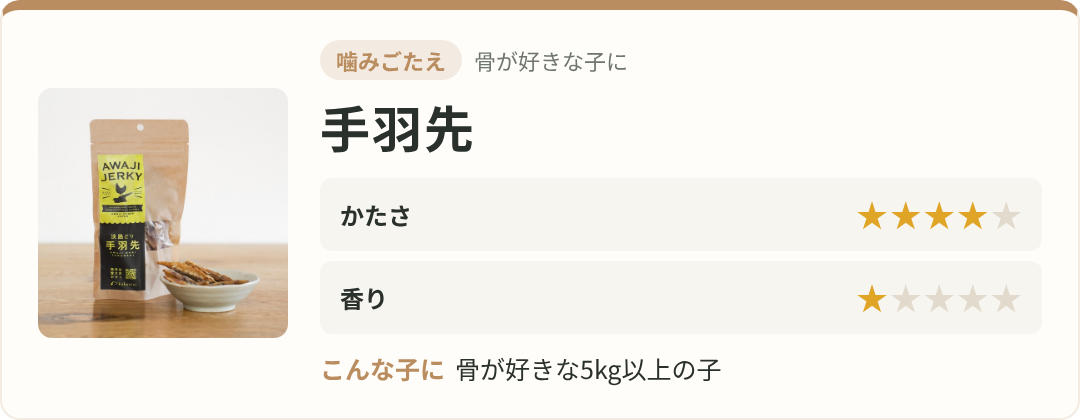 噛みごたえ 骨が好きな子に
手羽先
かたさ ★★★★★
香り ★★★★★
こんな子に 骨が好きな5kg以上の子
AWAJI
JERKY
淡路どり
手羽先